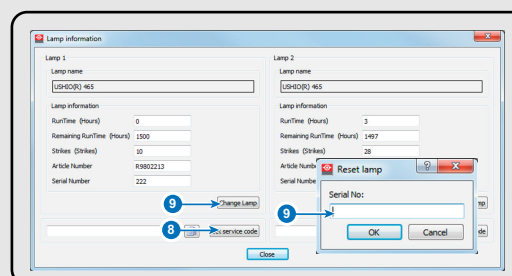 Lamp information
Lamp 1
Lamp name
USHIO(R) 465
Lamp information
RunTime (Hours) 0
Remaining RunTime (Hours) 1500
Strikes (Strikes) 10
Article Number R9802213
Serial Number 222
9 Change Lamp
8 service code
Lamp 2
Lamp name
USHIO(R) 465
Lamp information
RunTime (Hours) 3
Remaining RunTime (Hours) 1497
Strikes (Strikes) 28
Article Numb
Serial Numbe
Reset lamp
Serial No:
9
OK Cancel
Close